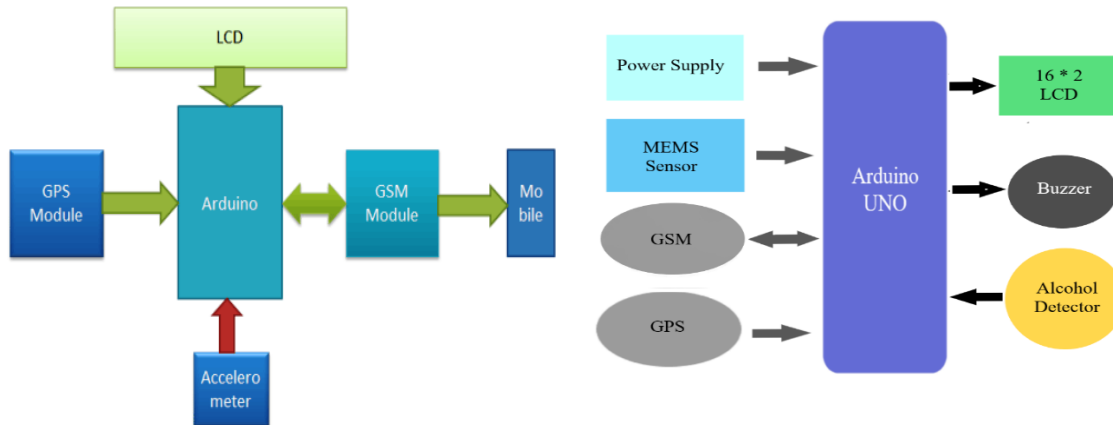 LCD
GPS
Module
Arduino
GSM
Module
Mo
bile
Accelero
meter
Power Supply
MEMS
Sensor
GSM
GPS
Arduino
UNO
16 * 2
LCD
Buzzer
Alcohol
Detector